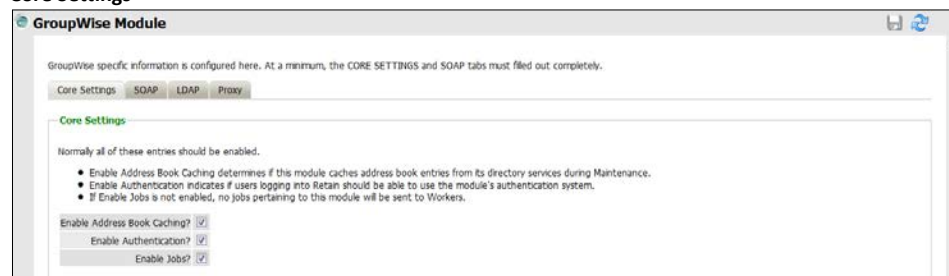 GroupWise Module
GroupWise specific information is configured here. At a minimum, the CORE SETTINGS and SOAP tabs must filled out completely.
Core Settings SOAP LDAP Proxy
Core Settings
Normally all of these entries should be enabled.
• Enable Address Book Caching determines if this module caches address book entries from its directory services during Maintenance.
• Enable Authentication indicates if users logging into Retain should be able to use the module's authentication system.
• If Enable Jobs is not enabled, no jobs pertaining to this module will be sent to Workers.
Enable Address Book Caching?
Enable Authentication?
Enable Jobs?